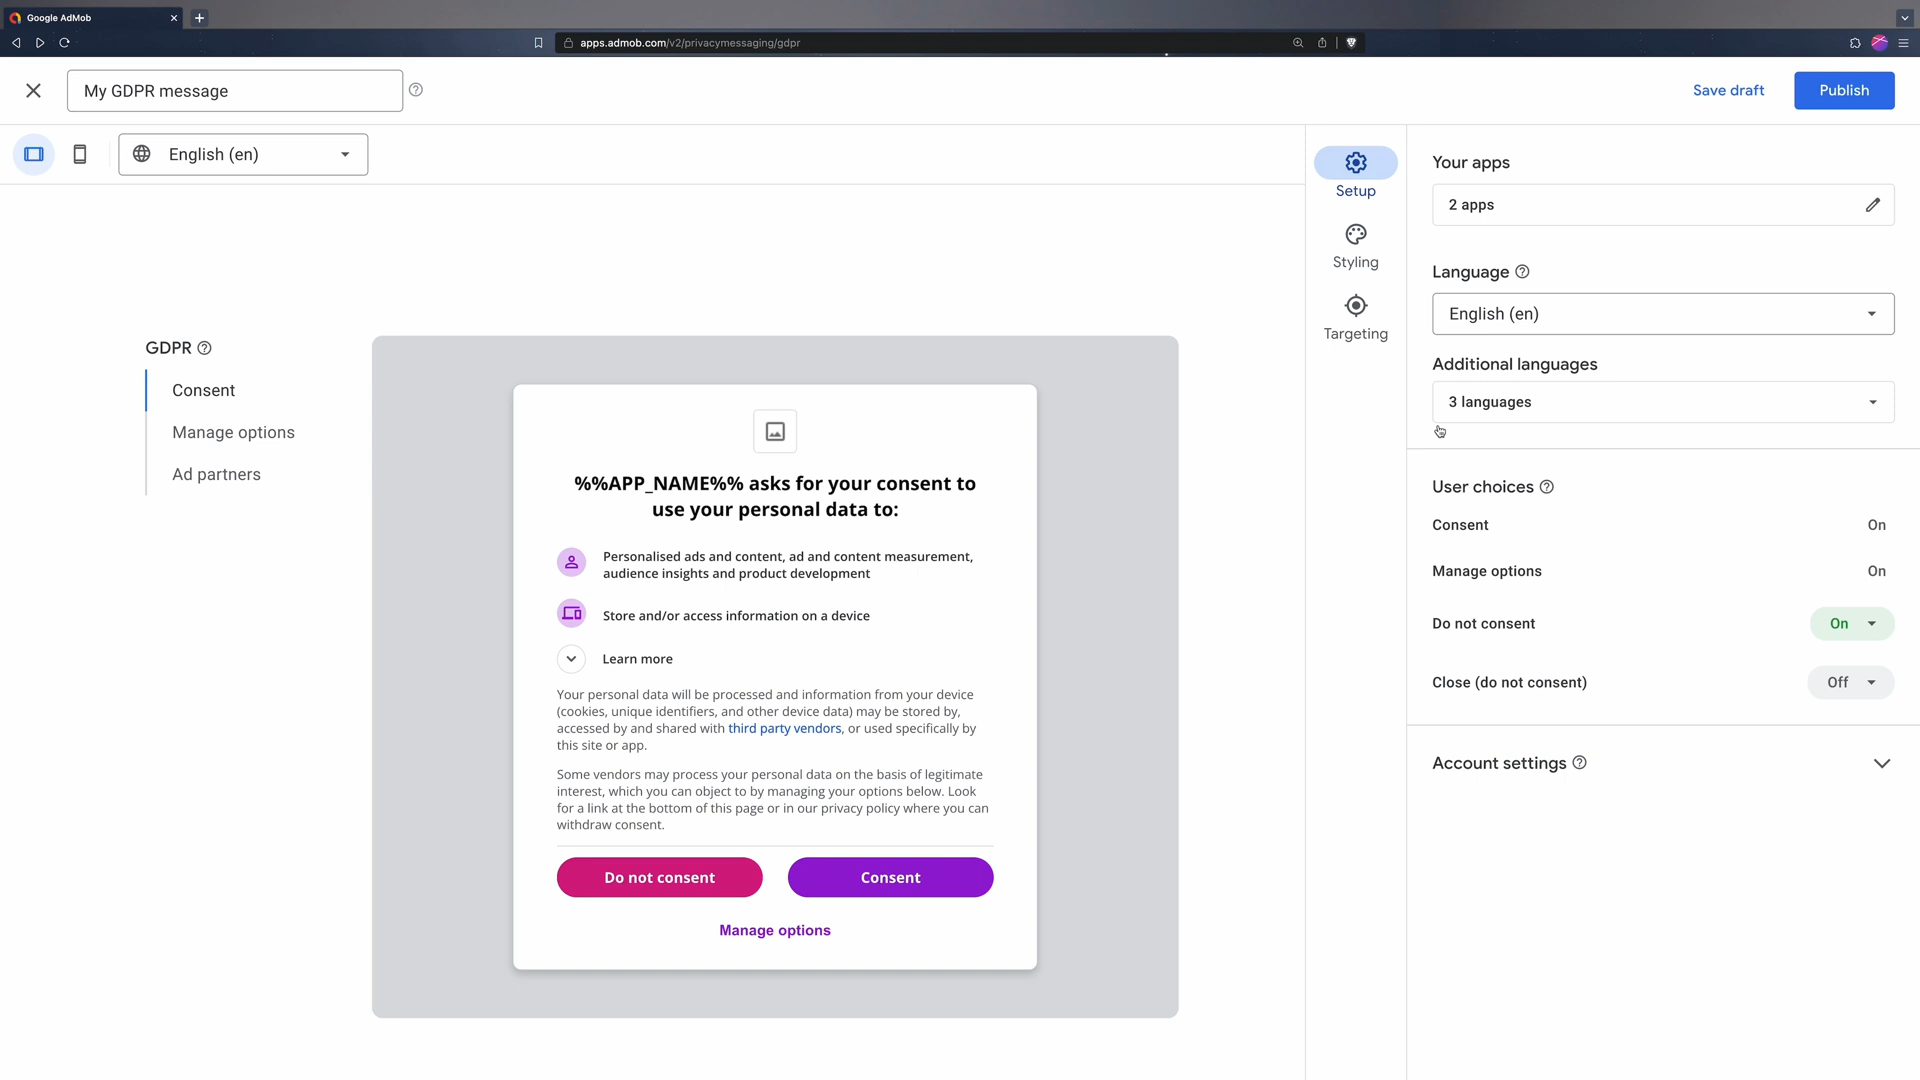 Google AdMob
apps.admob.com/v2/privacymessaging/gdpr
My GDPR message
Save draft
Publish
English (en)
GDPR
Consent
Manage options
Ad partners
%%APP_NAME%% asks for your consent to
use your personal data to:
Personalised ads and content, ad and content measurement,
audience insights and product development
Store and/or access information on a device
Learn more
Your personal data will be processed and information from your device
(cookies, unique identifiers, and other device data) may be stored by,
accessed by and shared with third party vendors, or used specifically by
this site or app.
Some vendors may process your personal data on the basis of legitimate
interest, which you can object to by managing your options below. Look
for a link at the bottom of this page or in our privacy policy where you can
withdraw consent.
Do not consent
Consent
Manage options
Setup
Styling
Targeting
Your apps
2 apps
Language
English (en)
Additional languages
3 languages
User choices
Consent On
Manage options On
Do not consent On
Close (do not consent) Off
Account settings